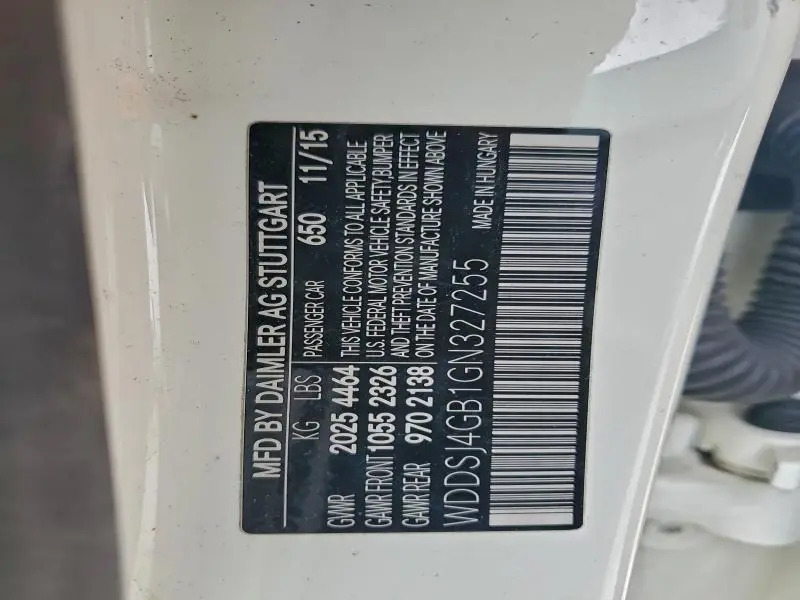 MFD BY DAIMLER AG STUTTGART
KG LBS PASSENGER CAR 650 11/15
GVWR 2025 4464 THIS VEHICLE CONFORMS TO ALL APPLICABLE
GAWR FRONT 1055 2326 U.S. FEDERAL MOTOR VEHICLE SAFETY, BUMPER
GAWR REAR 970 2138 AND THEFT PREVENTION STANDARDS IN EFFECT
ON THE DATE OF MANUFACTURE SHOWN ABOVE
WDDSJ4GB1GN327255 MADE IN HUNGARY